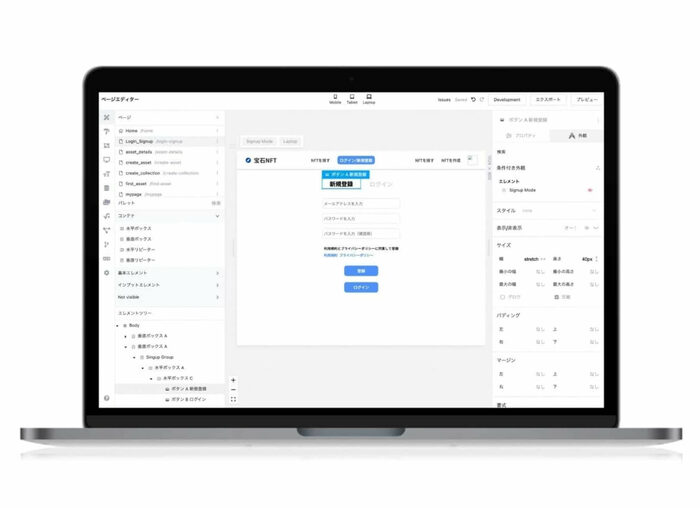 ページエディター
Mobile Tablet Laptop
Issues Saved Development エクスポート プレビュー
ページ
Home /home
Login_Signup /login-signup
asset_details /asset-details
create_asset /create-asset
create_collection /create-collection
first_asset /first-asset
mypage /mypage
パレット 検索
コンテナ
水平ボックス
垂直ボックス
水平リピーター
垂直リピーター
基本エレメント
インプットエレメント
Not visible
エレメントツリー
Body
垂直ボックス A
垂直ボックス A
Singup Group
水平ボックス A
水平ボックス C
ボタン A 新規登録
ボタン B ログイン
Signup Mode Laptop
宝石NFT NFTを探す ログイン/新規登録 NFTを探す NFTを作成
ボタン A 新規登録
新規登録 ログイン
メールアドレスを入力
パスワードを入力
パスワードを入力（確認用）
利用規約とプライバシーポリシーに同意して登録
利用規約 プライバシーポリシー
登録
ログイン
ボタン A 新規登録
プロパティ 外観
検索
条件付き外観
エレメント
Signup Mode
スタイル none
表示/非表示 オート
サイズ
幅 stretch 高さ 40px
最小の幅 なし 最小の高さ なし
最大の幅 なし 最大の高さ なし
パディング
左 なし 上 なし
右 なし 下 なし
マージン
左 なし 上 なし
右 なし 下 なし
書式